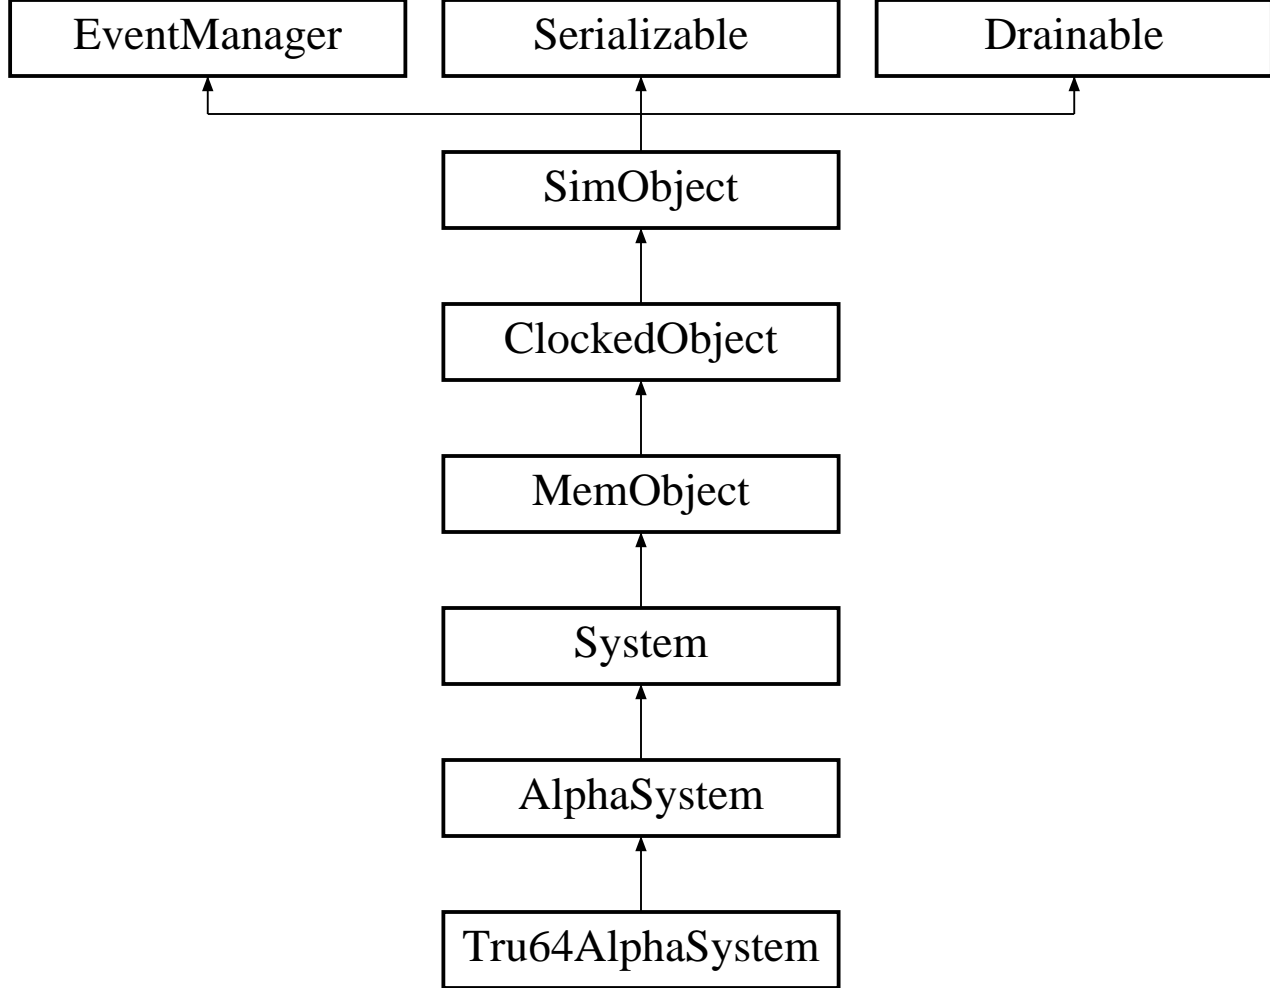 EventManager
Serializable
Drainable
SimObject
ClockedObject
MemObject
System
AlphaSystem
Tru64AlphaSystem